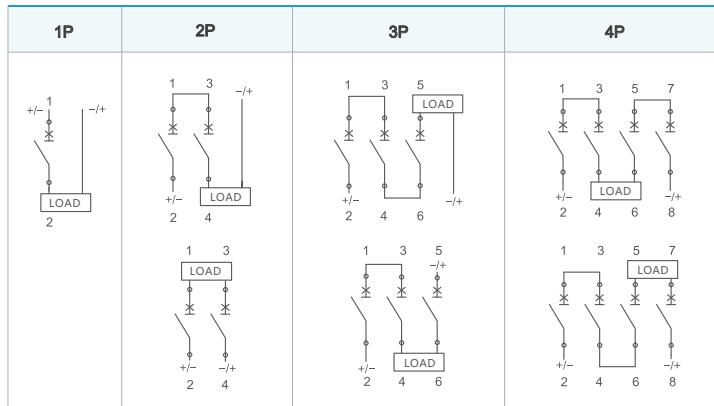 1P 2P 3P 4P
1
+/− −/+
LOAD
2
1 3
−/+
+/− LOAD
2 4
1 3
LOAD
+/− −/+
2 4
1 3 5
LOAD
+/− −/+
2 4 6
1 3 5
−/+
+/− LOAD
2 4 6
1 3 5 7
+/− LOAD −/+
2 4 6 8
1 3 5 7
LOAD
+/− −/+
2 4 6 8